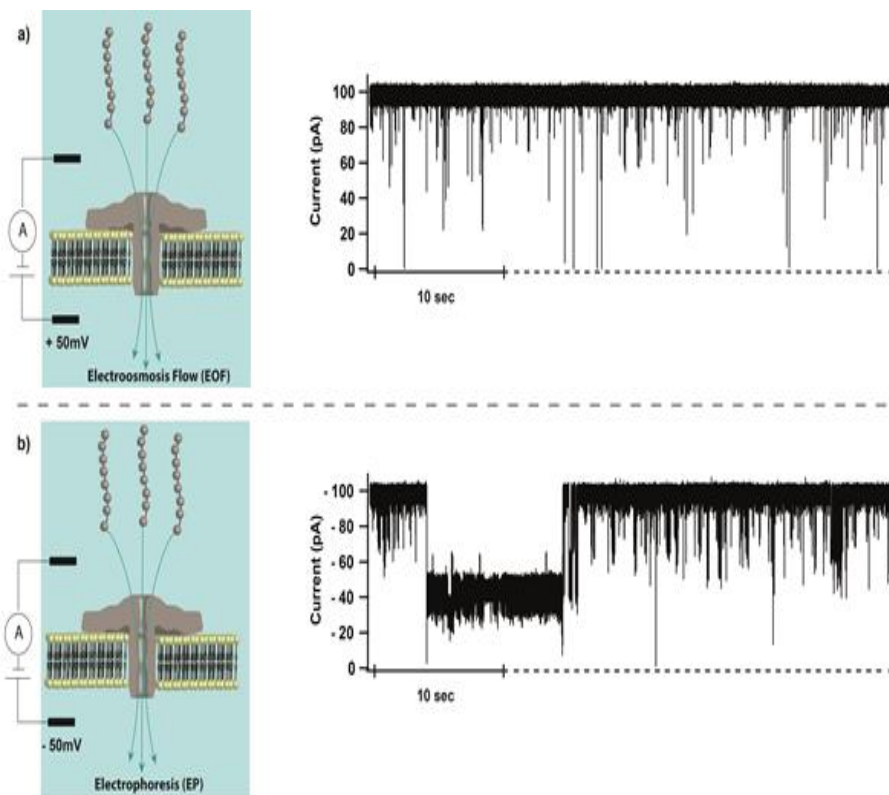 a)
A
+ 50mV
Electroosmosis Flow (EOF)
Current (pA)
100
80
60
40
20
0
10 sec
b)
A
- 50mV
Electrophoresis (EP)
Current (pA)
- 100
- 80
- 60
- 40
- 20
0
10 sec